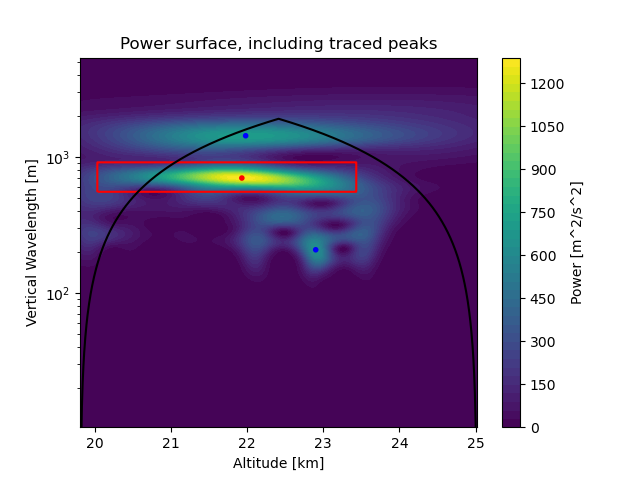 Power surface, including traced peaks
Vertical Wavelength [m]
10^3
10^2
20 21 22 23 24 25
Altitude [km]
1200
1050
900
750
600
450
300
150
0
Power [m^2/s^2]